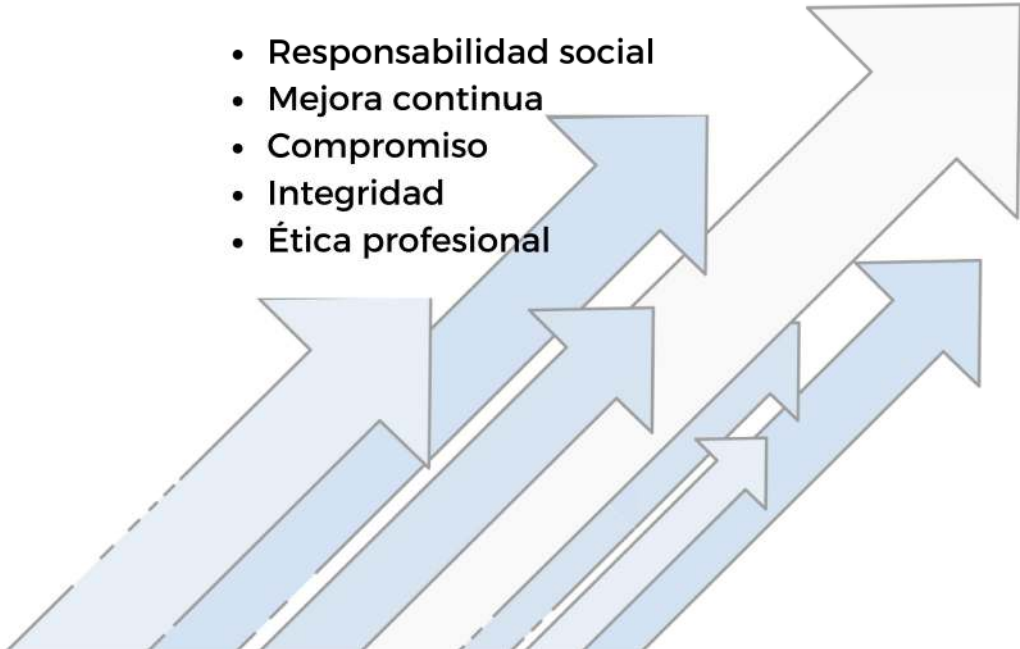 • Responsabilidad social
• Mejora continua
• Compromiso
• Integridad
• Ética profesional